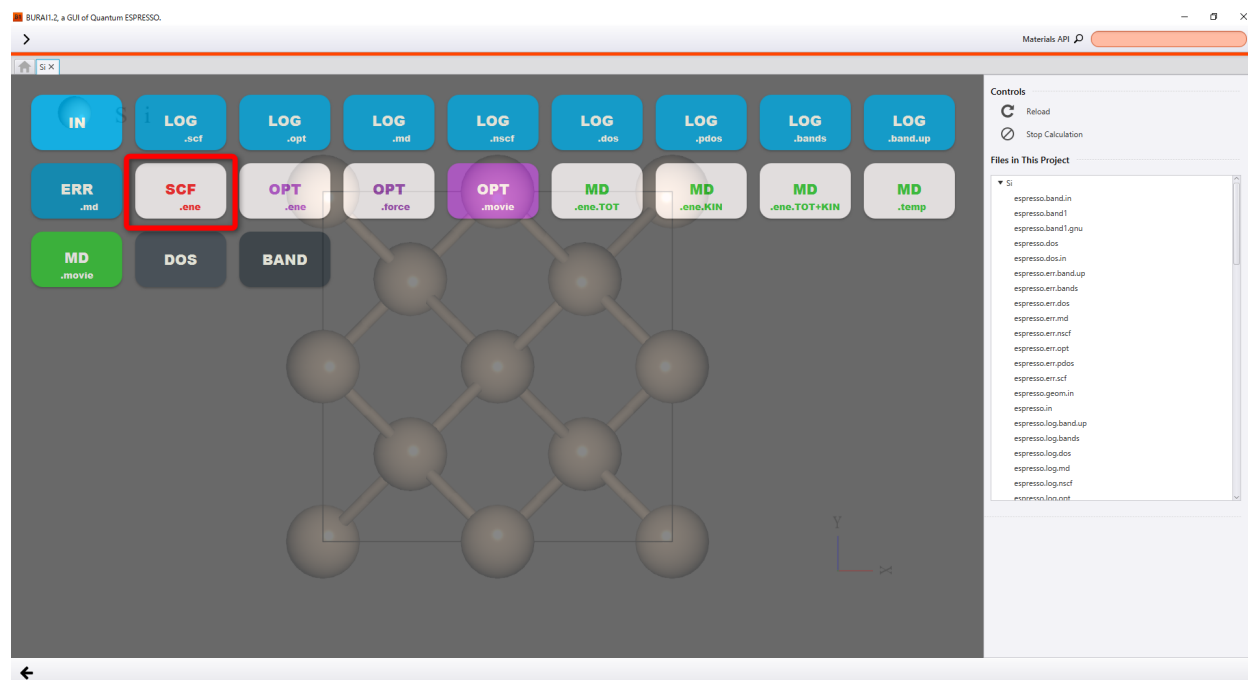 BURAI1.2, a GUI of Quantum ESPRESSO.
Materials API
Si
Si
IN
LOG
.scf
LOG
.opt
LOG
.md
LOG
.nscf
LOG
.dos
LOG
.pdos
LOG
.bands
LOG
.band.up
ERR
.md
SCF
.ene
OPT
.ene
OPT
.force
OPT
.movie
MD
.ene.TOT
MD
.ene.KIN
MD
.ene.TOT+KIN
MD
.temp
MD
.movie
DOS
BAND
Y
X
Controls
Reload
Stop Calculation
Files in This Project
Si
espresso.band.in
espresso.band1
espresso.band1.gnu
espresso.dos
espresso.dos.in
espresso.err.band.up
espresso.err.bands
espresso.err.dos
espresso.err.md
espresso.err.nscf
espresso.err.opt
espresso.err.pdos
espresso.err.scf
espresso.geom.in
espresso.in
espresso.log.band.up
espresso.log.bands
espresso.log.dos
espresso.log.md
espresso.log.nscf
espresso.log.opt